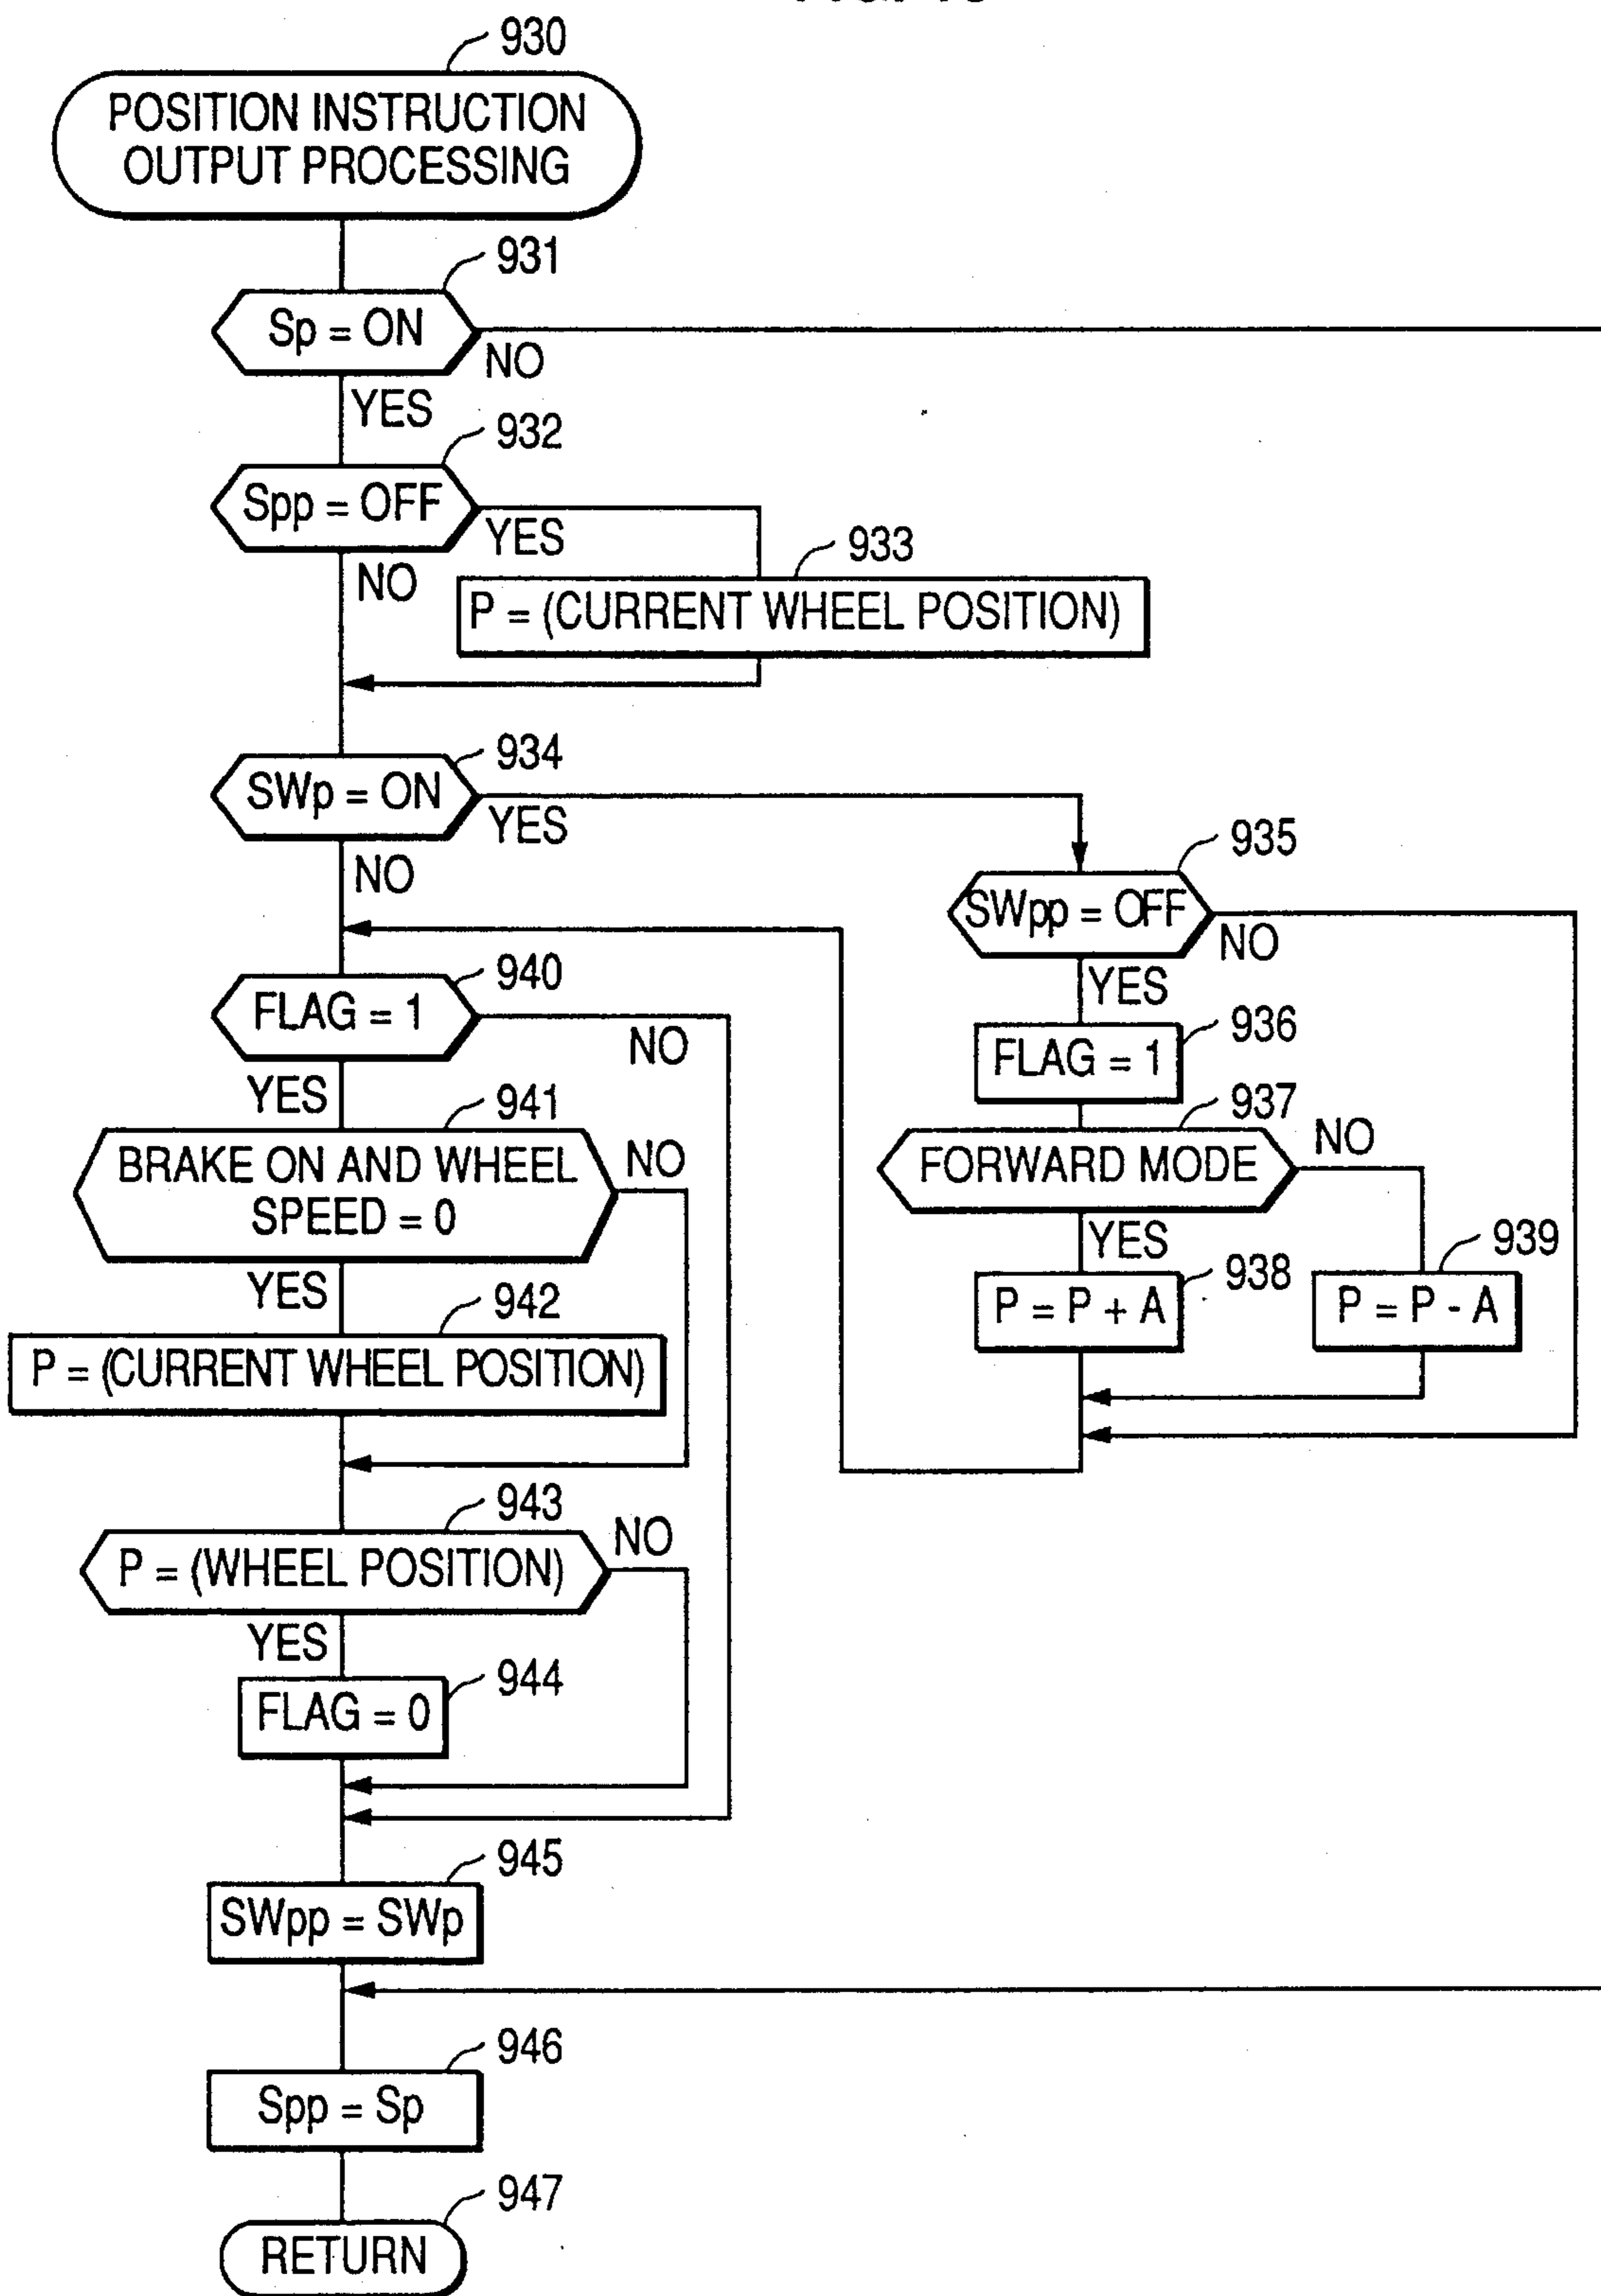 930
POSITION INSTRUCTION
OUTPUT PROCESSING
931
Sp = ON
NO
YES
932
Spp = OFF
YES
NO
933
P = (CURRENT WHEEL POSITION)
934
SWp = ON
YES
NO
935
SWpp = OFF
NO
YES
936
FLAG = 1
937
FORWARD MODE
NO
YES
938
P = P + A
939
P = P - A
940
FLAG = 1
NO
YES
941
BRAKE ON AND WHEEL
SPEED = 0
NO
YES
942
P = (CURRENT WHEEL POSITION)
943
P = (WHEEL POSITION)
NO
YES
944
FLAG = 0
945
SWpp = SWp
946
Spp = Sp
947
RETURN